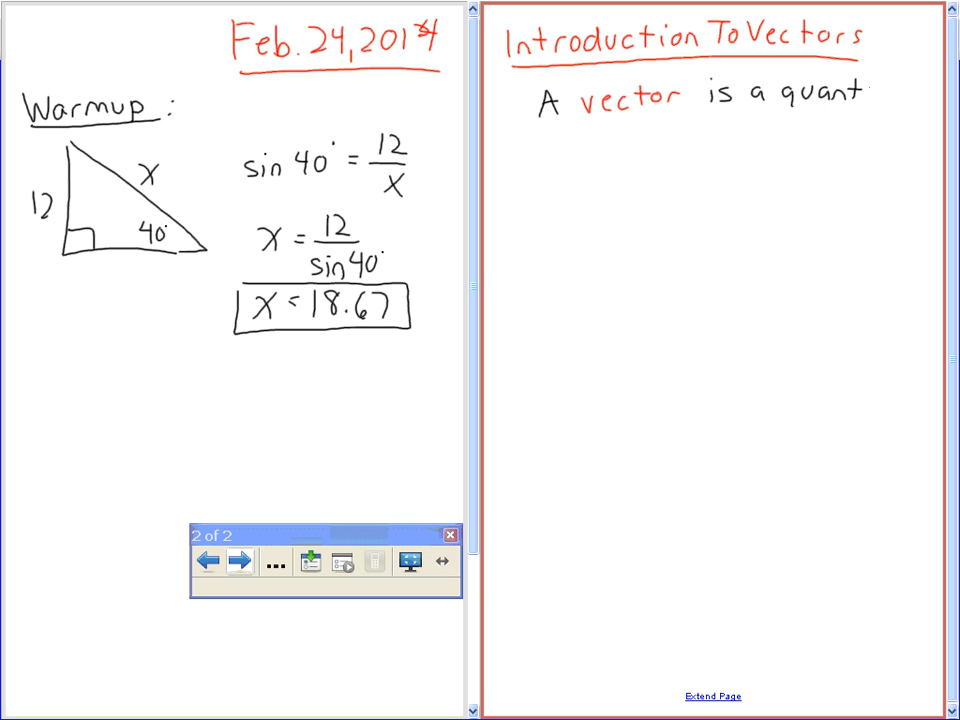 Feb. 24, 2014
Warmup:
12
x
40°
sin 40° = 12/x
x = 12/sin 40°
x = 18.67
2 of 2
Introduction To Vectors
A vector is a quant
Extend Page